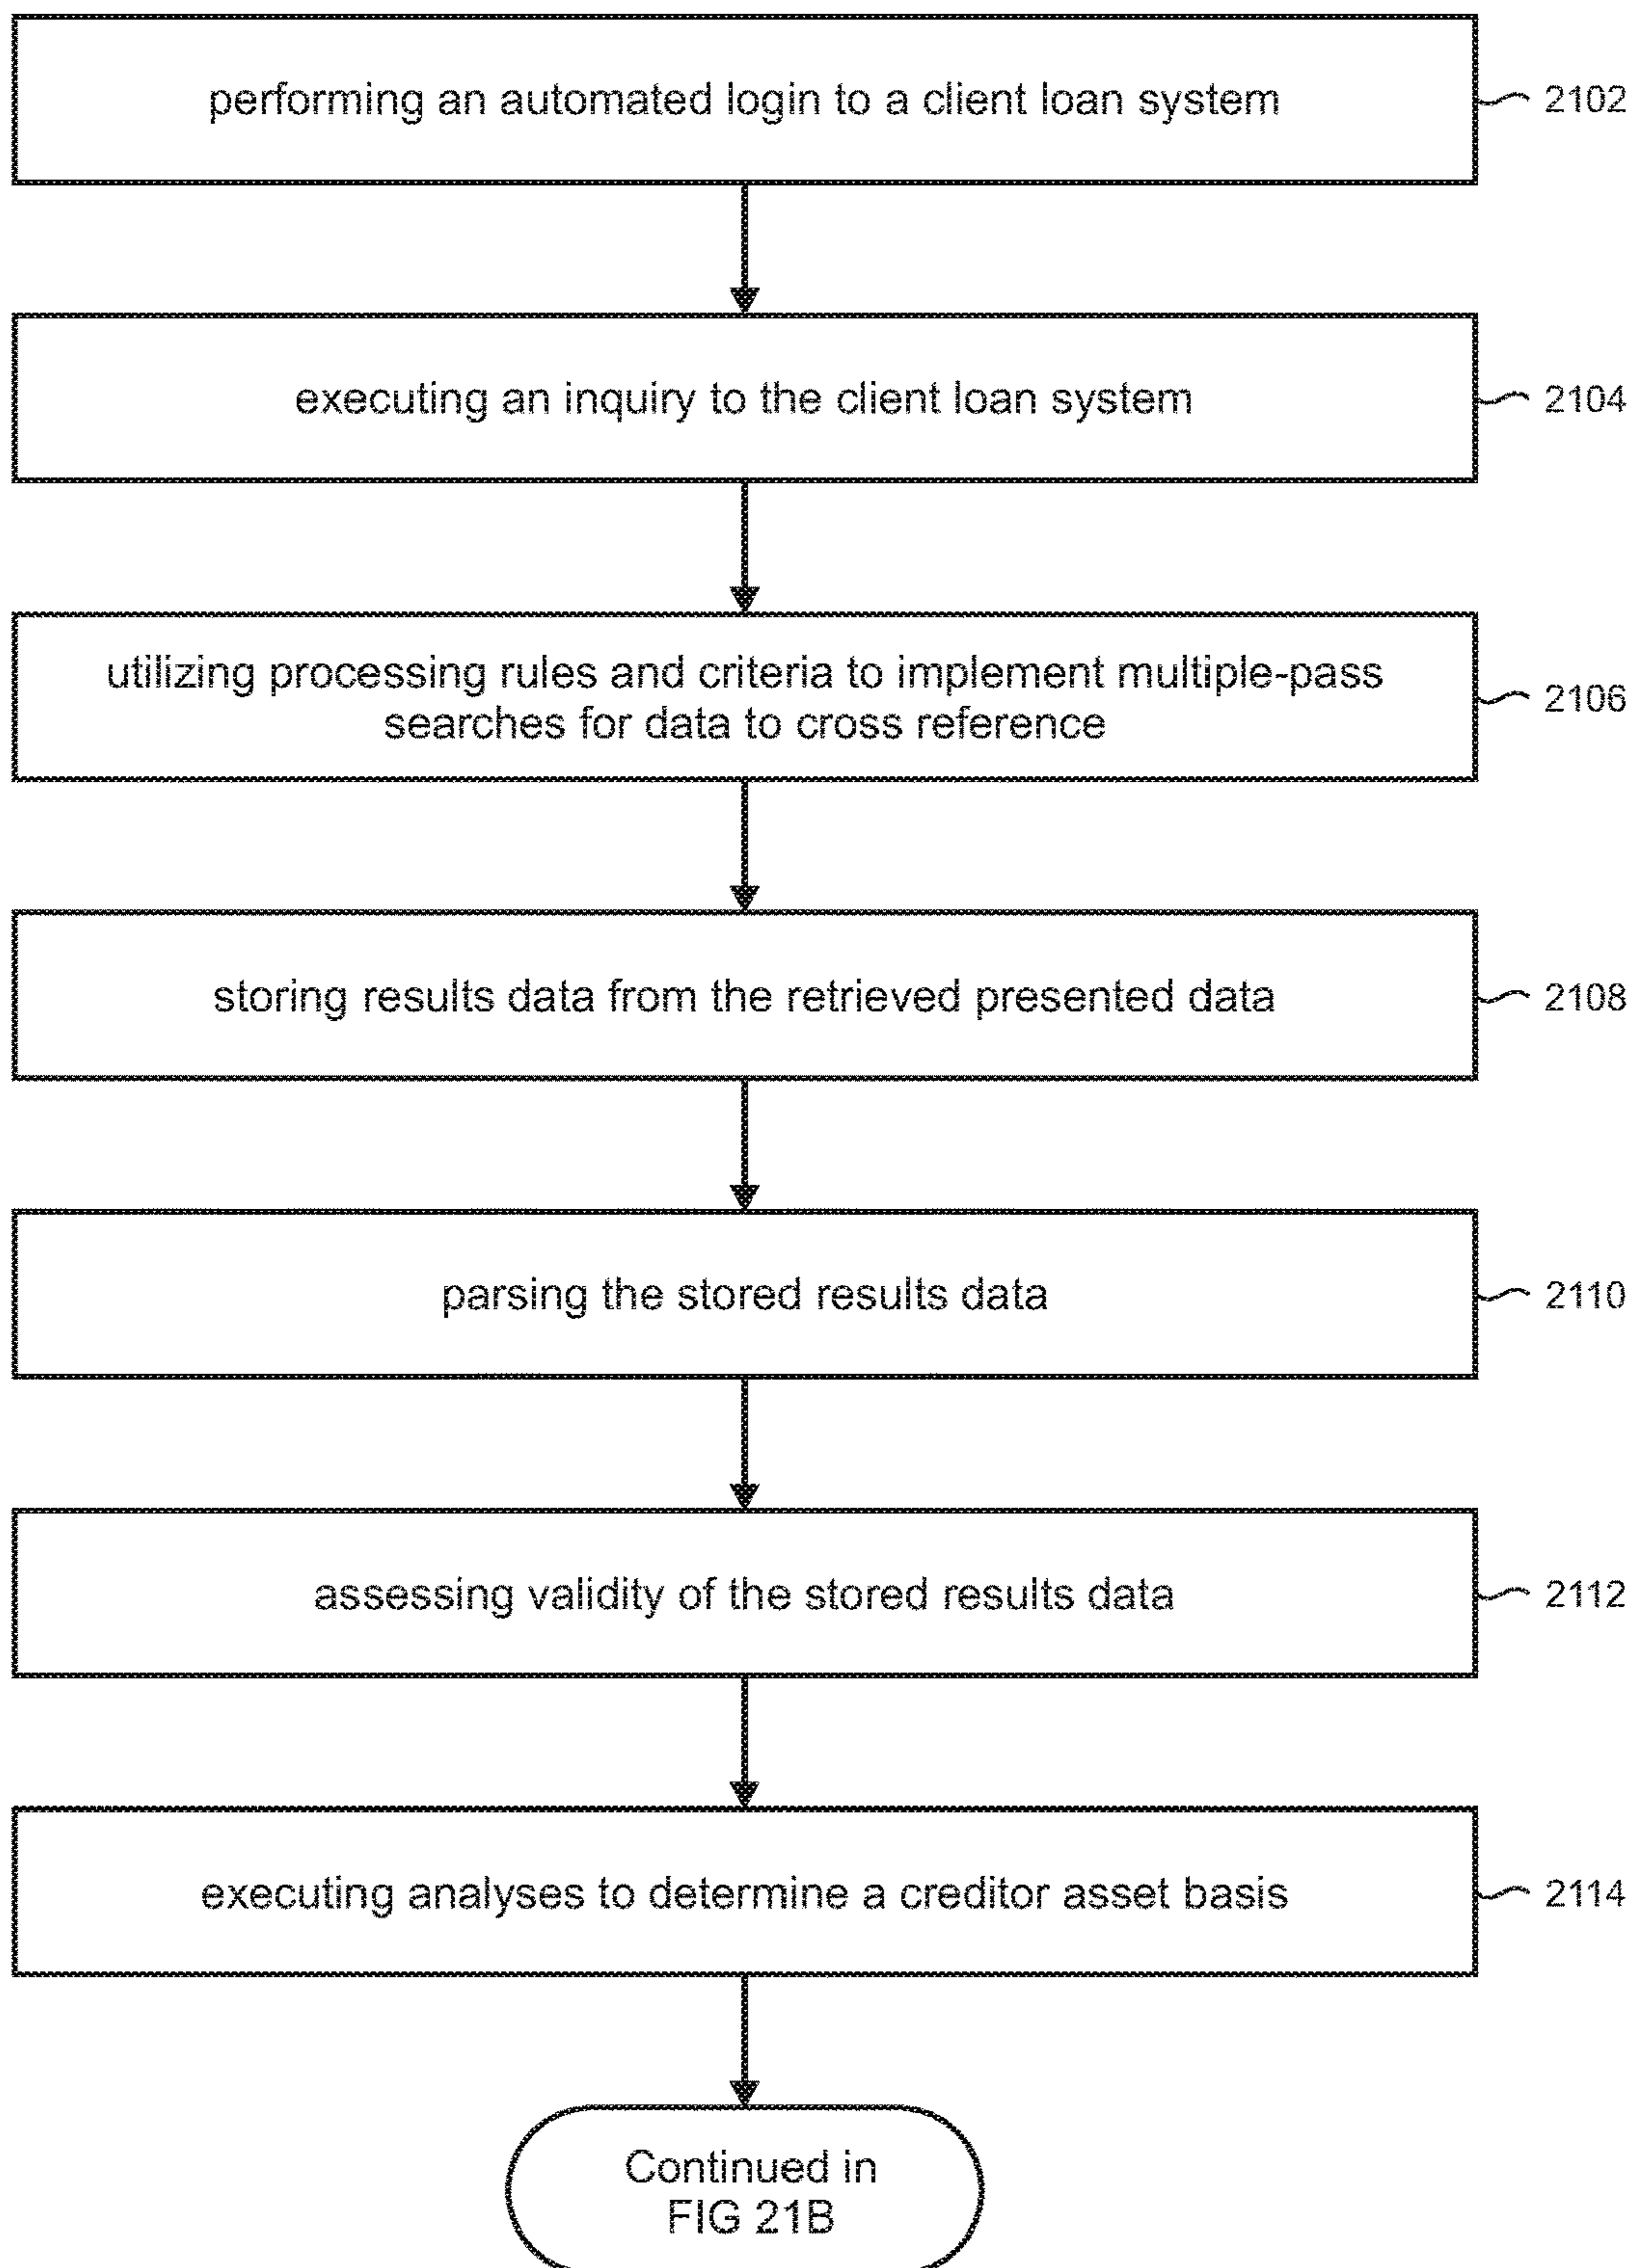 performing an automated login to a client loan system
2102
executing an inquiry to the client loan system
2104
utilizing processing rules and criteria to implement multiple-pass
searches for data to cross reference
2106
storing results data from the retrieved presented data
2108
parsing the stored results data
2110
assessing validity of the stored results data
2112
executing analyses to determine a creditor asset basis
2114
Continued in
FIG 21B